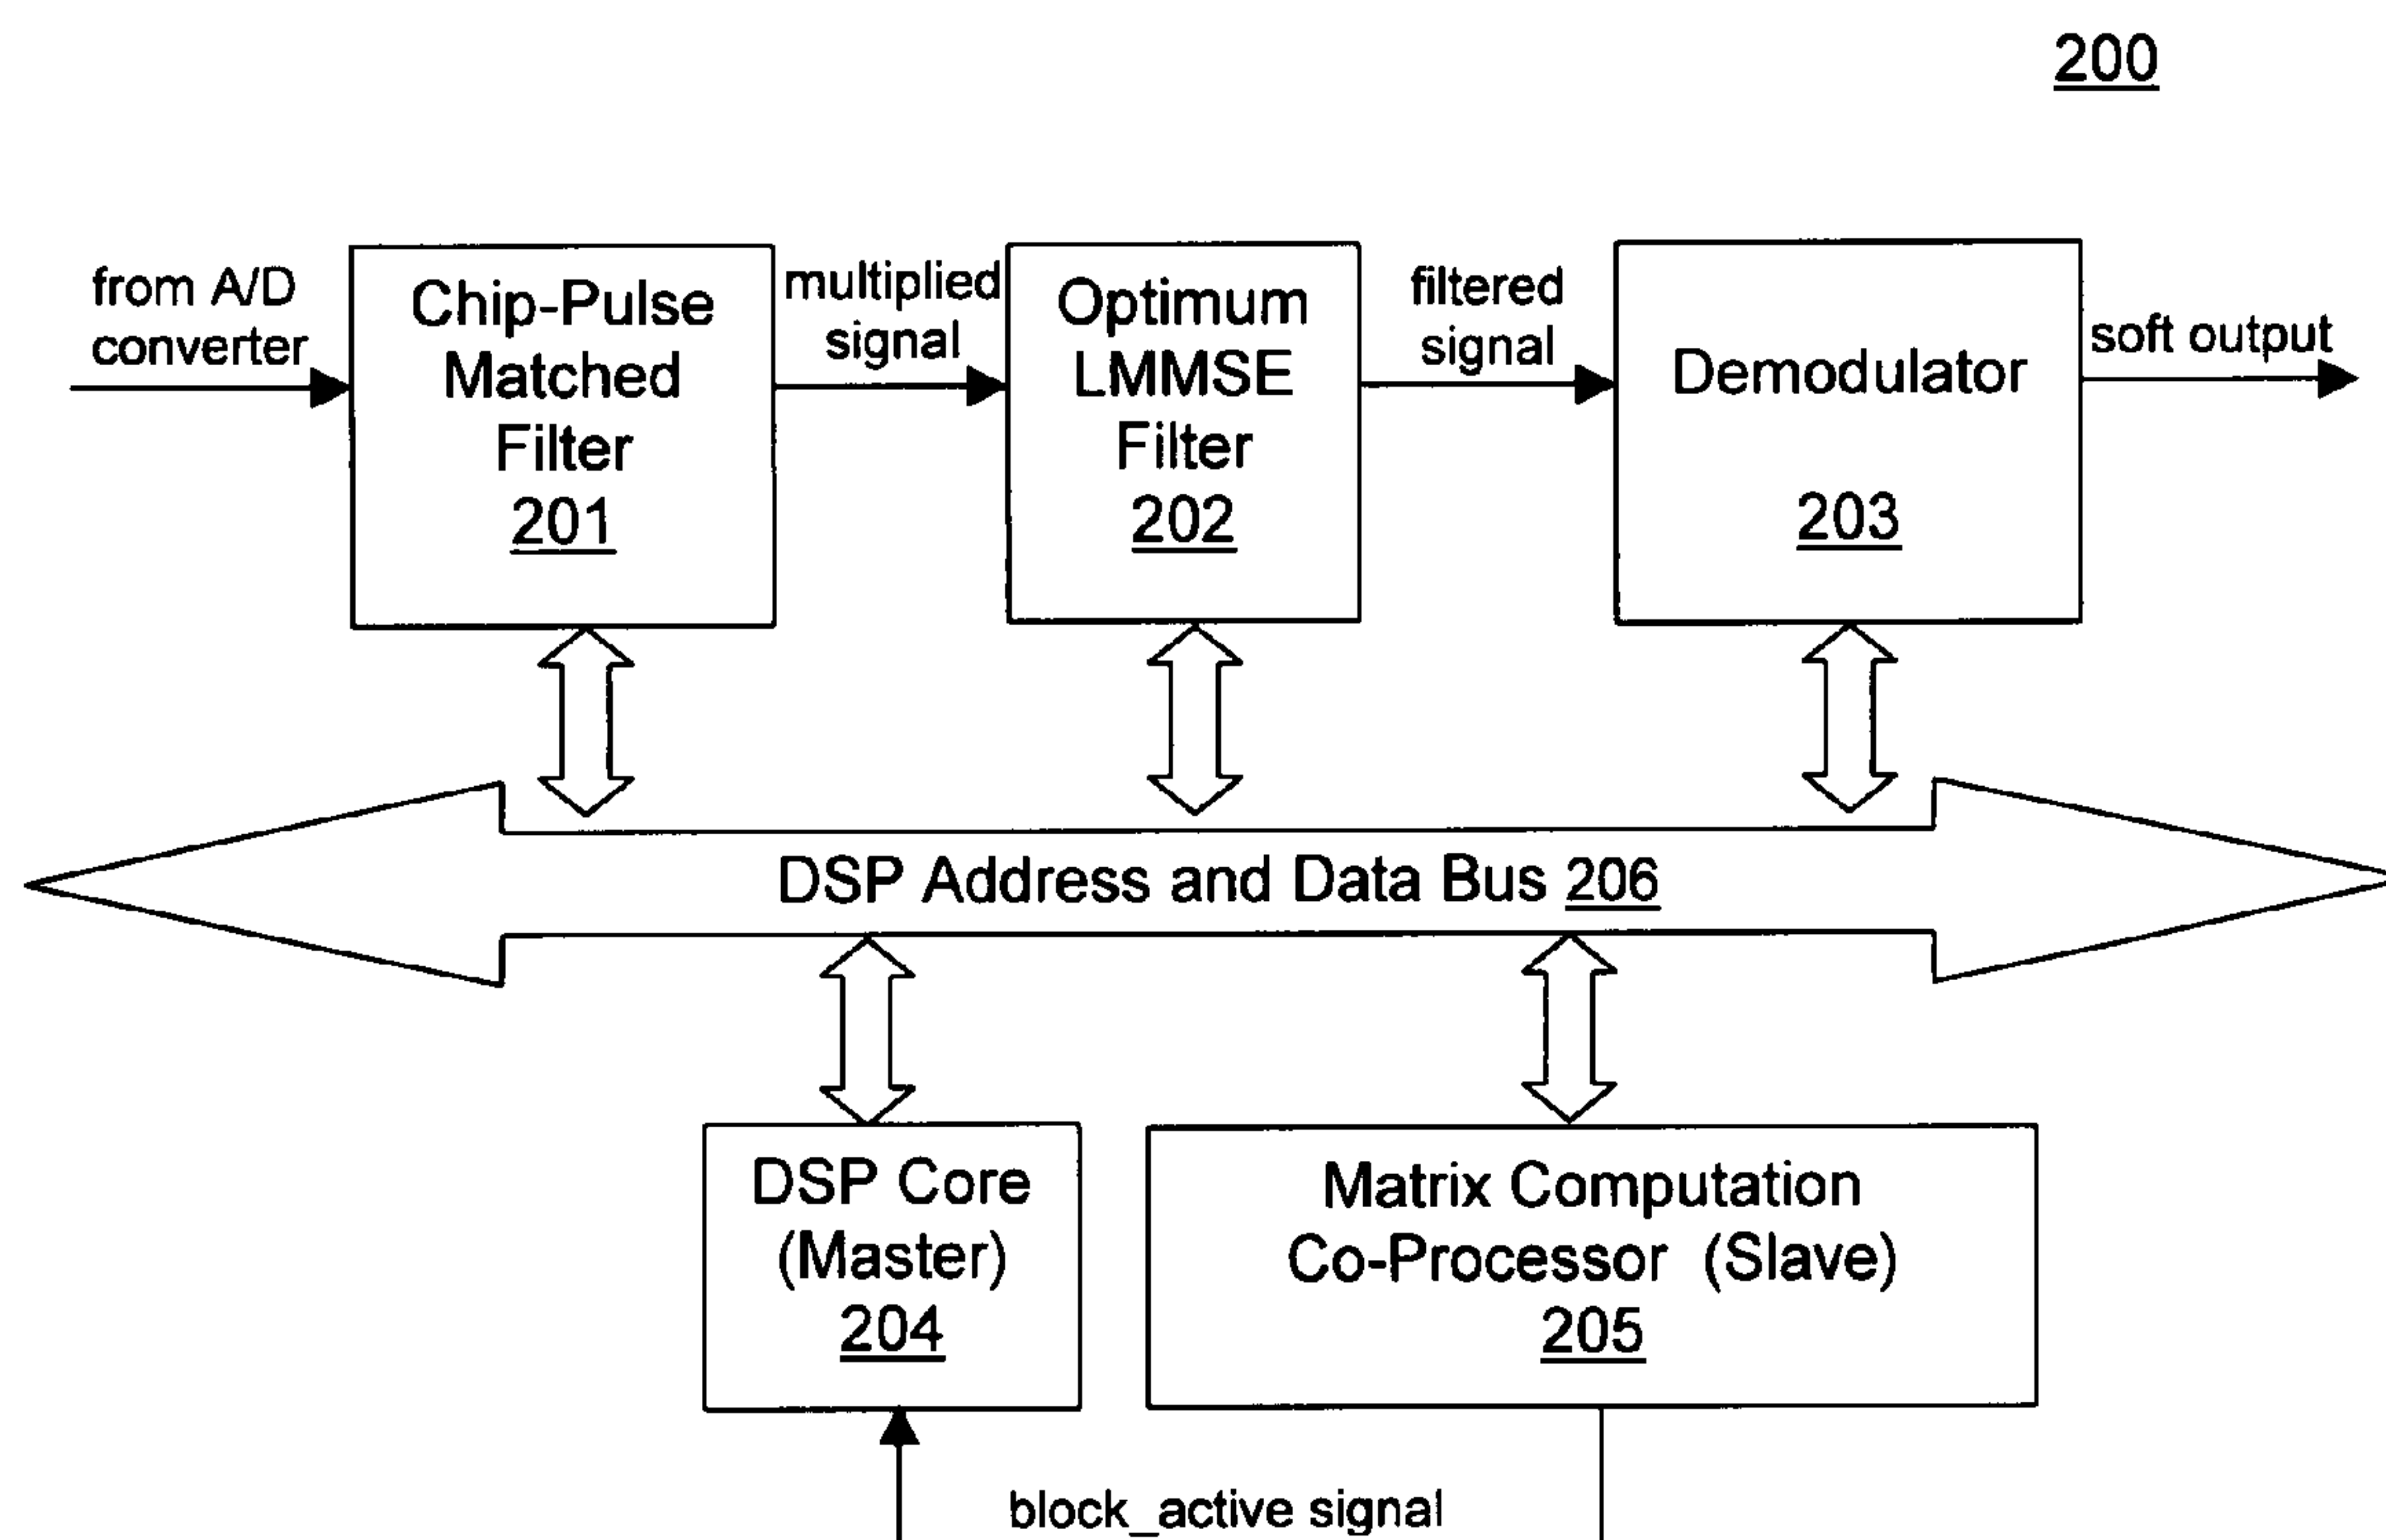 200
from A/D
converter
Chip-Pulse
Matched
Filter
201
multiplied
signal
Optimum
LMMSE
Filter
202
filtered
signal
Demodulator
203
soft output
DSP Address and Data Bus 206
DSP Core
(Master)
204
Matrix Computation
Co-Processor (Slave)
205
block_active signal